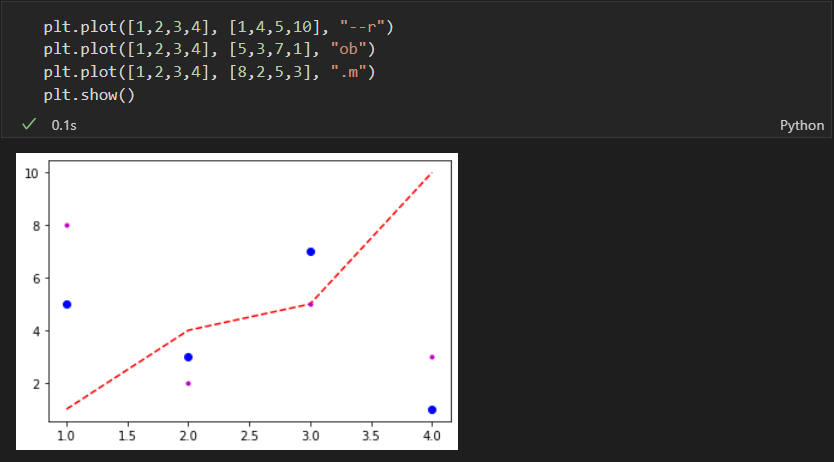 plt.plot([1,2,3,4], [1,4,5,10], "--r")
plt.plot([1,2,3,4], [5,3,7,1], "ob")
plt.plot([1,2,3,4], [8,2,5,3], ".m")
plt.show()
0.1s Python
10
8
6
4
2
1.0 1.5 2.0 2.5 3.0 3.5 4.0